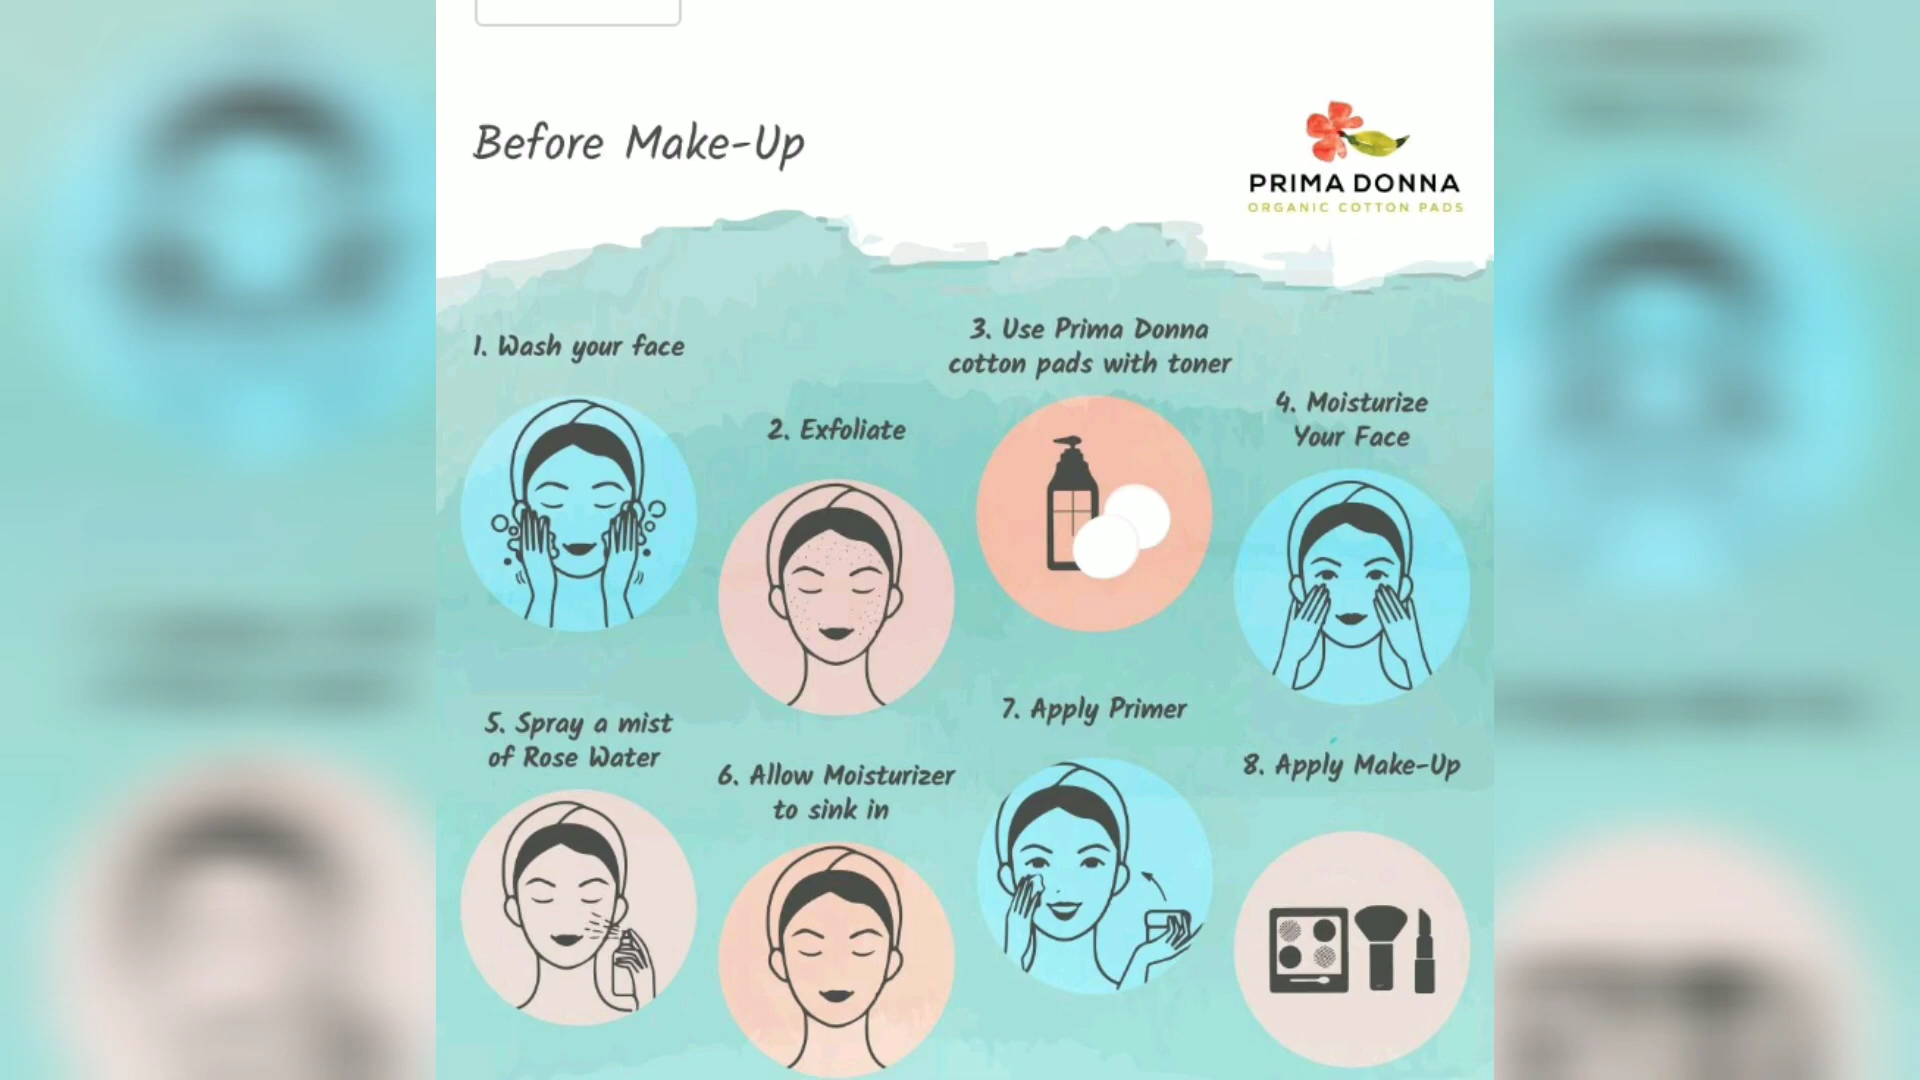 Before Make-Up
PRIMA DONNA
ORGANIC COTTON PADS
1. Wash your face
2. Exfoliate
3. Use Prima Donna
cotton pads with toner
4. Moisturize
Your Face
5. Spray a mist
of Rose Water
6. Allow Moisturizer
to sink in
7. Apply Primer
8. Apply Make-Up